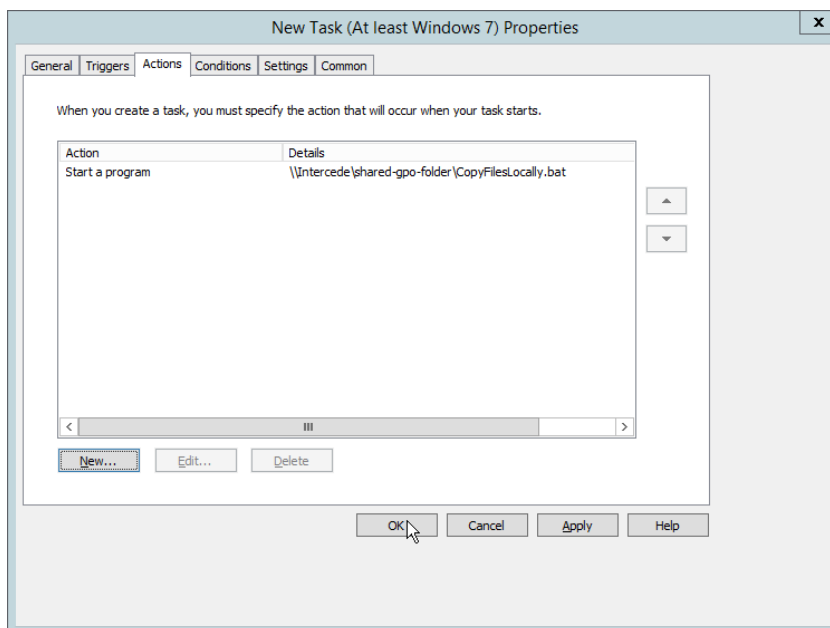 New Task (At least Windows 7) Properties
x
General Triggers Actions Conditions Settings Common
When you create a task, you must specify the action that will occur when your task starts.
Action Details
Start a program \\Intercede\shared-gpo-folder\CopyFilesLocally.bat
New... Edit... Delete
OK Cancel Apply Help